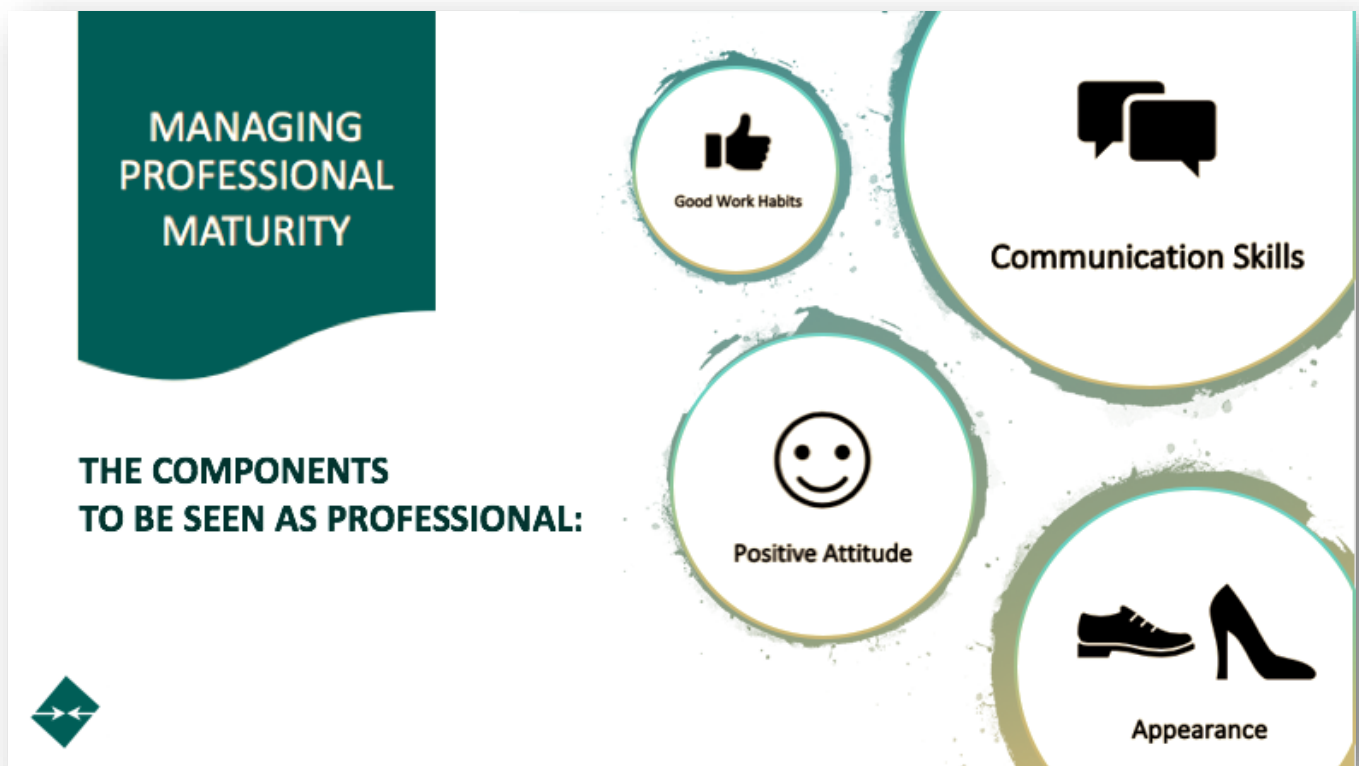 MANAGING
PROFESSIONAL
MATURITY
THE COMPONENTS
TO BE SEEN AS PROFESSIONAL:
Good Work Habits
Communication Skills
Positive Attitude
Appearance